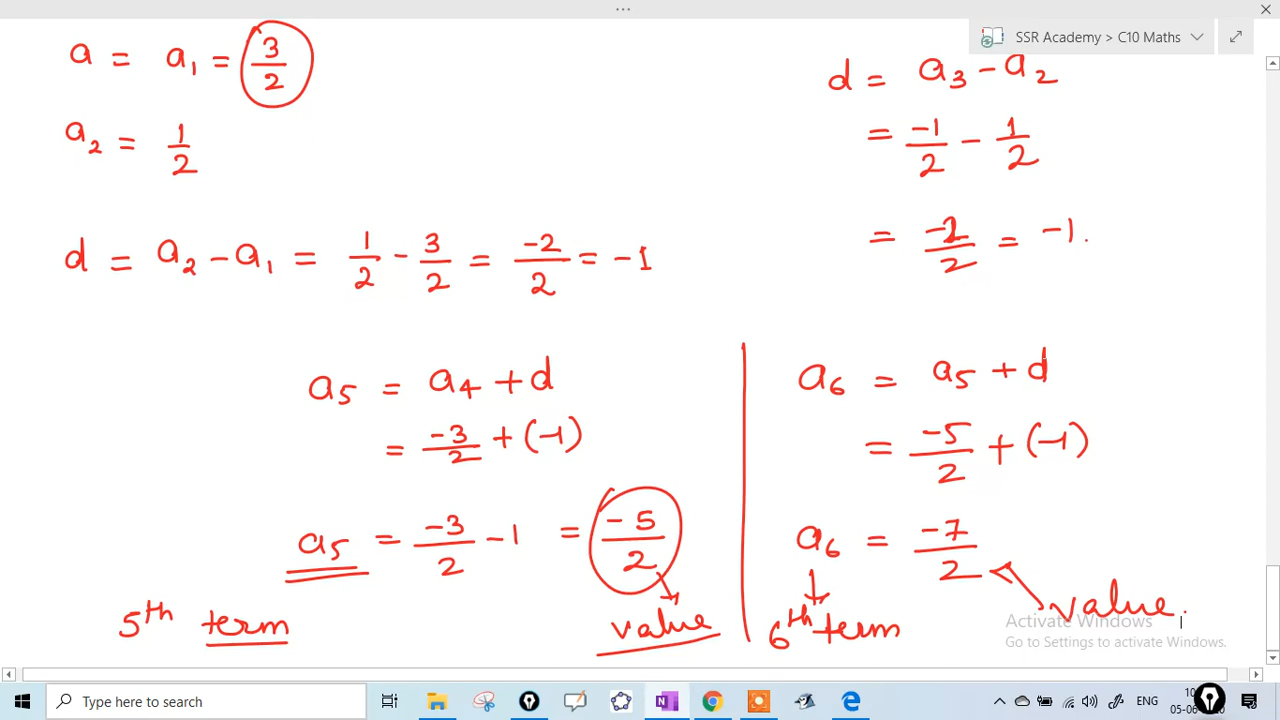 SSR Academy > C10 Maths
a = a₁ = 3/2
a₂ = 1/2
d = a₂ - a₁ = 1/2 - 3/2 = -2/2 = -1
d = a₃ - a₂
= -1/2 - 1/2
= -2/2 = -1.
a₅ = a₄ + d
= -3/2 + (-1)
a₅ = -3/2 - 1 = -5/2
5th term
value
a₆ = a₅ + d
= -5/2 + (-1)
a₆ = -7/2
6th term
value.
Activate Windows
Go to Settings to activate Windows.
Type here to search